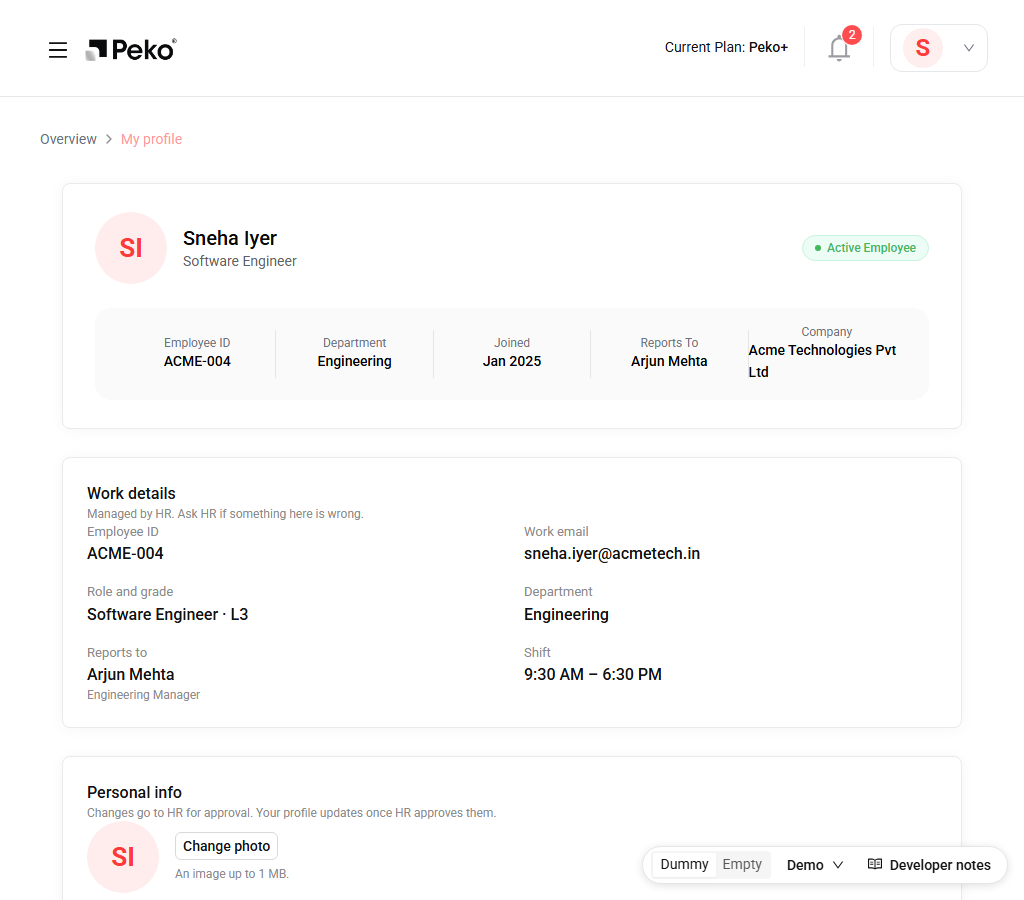 Peko
Current Plan: Peko+
2
S
Overview
My profile
SI
Sneha Iyer
Software Engineer
Active Employee
Employee ID
ACME-004
Department
Engineering
Joined
Jan 2025
Reports To
Arjun Mehta
Company
Acme Technologies Pvt
Ltd
Work details
Managed by HR. Ask HR if something here is wrong.
Employee ID
ACME-004
Work email
sneha.iyer@acmetech.in
Role and grade
Software Engineer · L3
Department
Engineering
Reports to
Arjun Mehta
Engineering Manager
Shift
9:30 AM – 6:30 PM
Personal info
Changes go to HR for approval. Your profile updates once HR approves them.
SI
Change photo
An image up to 1 MB.
Dummy
Empty
Demo
Developer notes